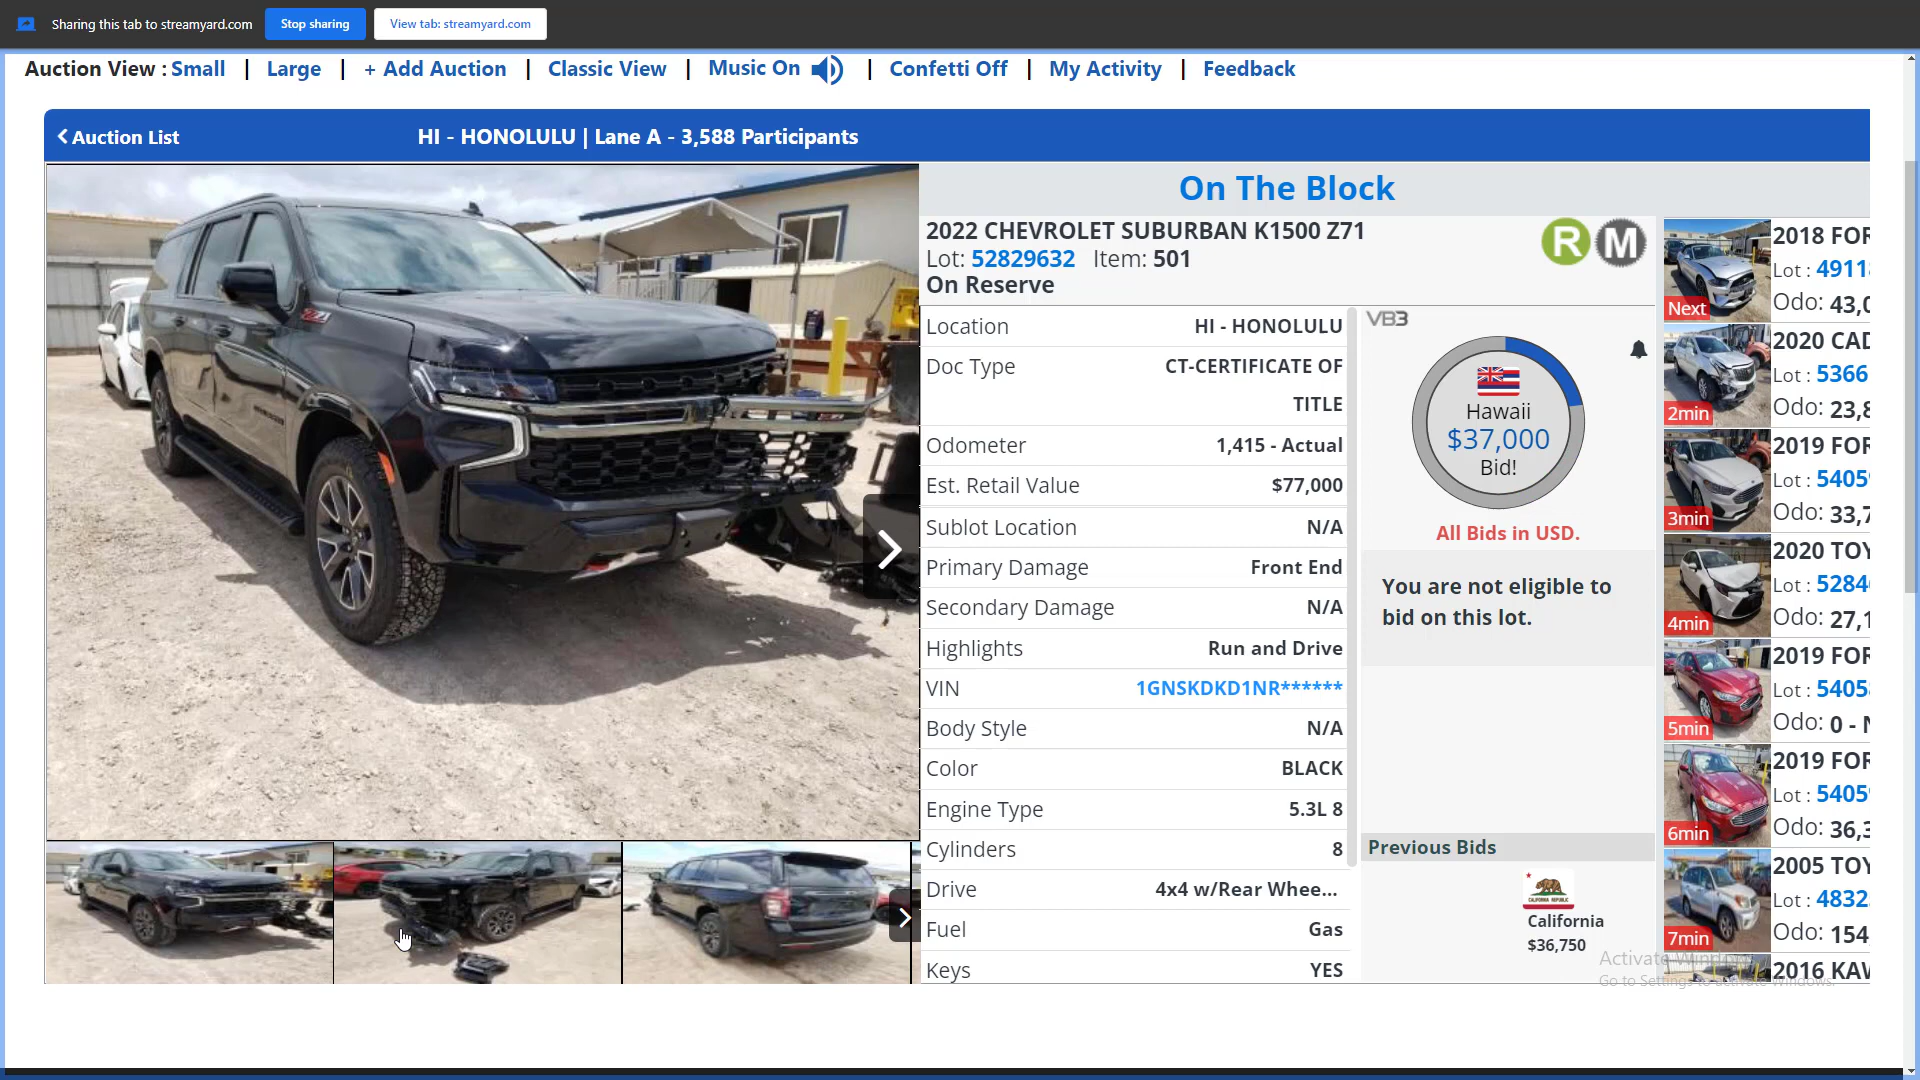 Sharing this tab to streamyard.com
Stop sharing
View tab: streamyard.com
Auction View : Small | Large | + Add Auction | Classic View | Music On | Confetti Off | My Activity | Feedback
Auction List
HI - HONOLULU | Lane A - 3,588 Participants
On The Block
2022 CHEVROLET SUBURBAN K1500 Z71
Lot: 52829632 Item: 501
On Reserve
R M
Location HI - HONOLULU
Doc Type CT-CERTIFICATE OF
TITLE
Odometer 1,415 - Actual
Est. Retail Value $77,000
Sublot Location N/A
Primary Damage Front End
Secondary Damage N/A
Highlights Run and Drive
VIN 1GNSKDKD1NR******
Body Style N/A
Color BLACK
Engine Type 5.3L 8
Cylinders 8
Drive 4x4 w/Rear Whee...
Fuel Gas
Keys YES
VB3
Hawaii
$37,000
Bid!
All Bids in USD.
You are not eligible to
bid on this lot.
Previous Bids
California
$36,750
2018 FOR
Lot : 4911
Odo: 43,0
Next
2020 CAD
Lot : 5366
Odo: 23,8
2min
2019 FOR
Lot : 5405
Odo: 33,7
3min
2020 TOY
Lot : 5284
Odo: 27,1
4min
2019 FOR
Lot : 5405
Odo: 0 - N
5min
2019 FOR
Lot : 5405
Odo: 36,3
6min
2005 TOY
Lot : 4832
Odo: 154
7min
2016 KAW
Activate Windows
Go to Settings to activate Windows.
Z71